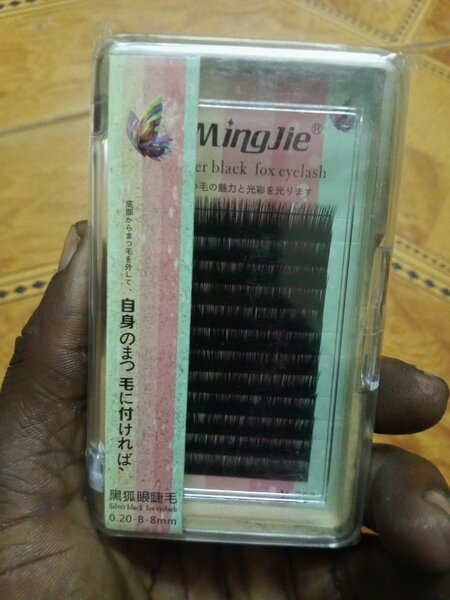 MingJie®
er black fox eyelash
つ毛の魅力と光彩を光ります
底部からまつ毛を外して、
自身のまつ毛に付ければ、
黑狐眼睫毛
Silver black fox eyelash
0.20-B-8mm